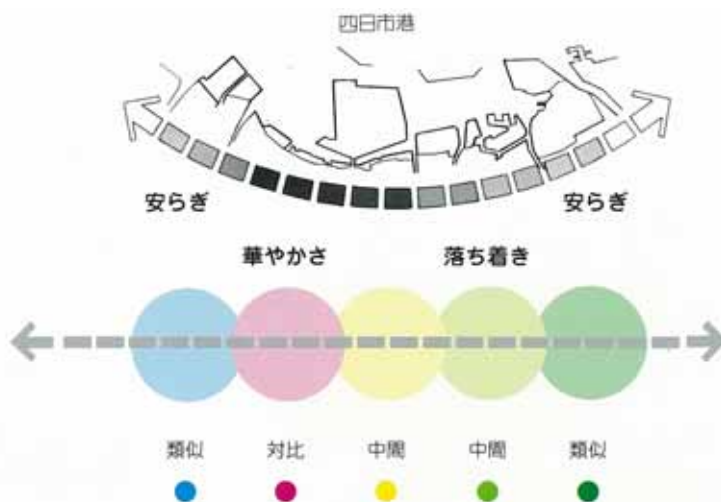 四日市港
安らぎ 安らぎ
華やかさ 落ち着き
類似 対比 中間 中間 類似